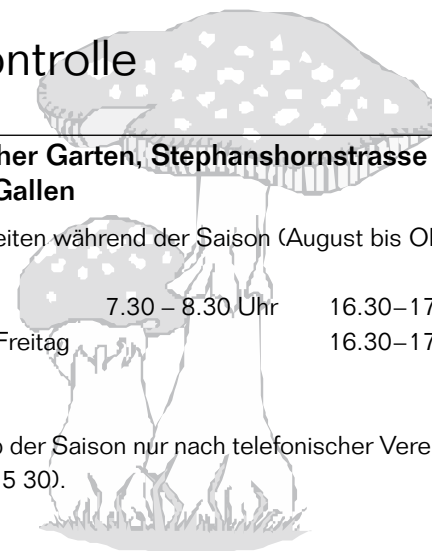 ontrolle
her Garten, Stephanshornstrasse
Gallen
eiten während der Saison (August bis Ok
7.30 – 8.30 Uhr 16.30–17
Freitag 16.30–17
b der Saison nur nach telefonischer Vere
5 30).